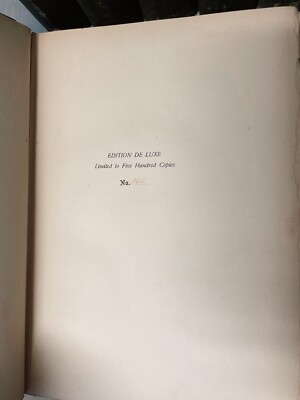 EDITION DE LUXE
Limited to Five Hundred Copies
No.